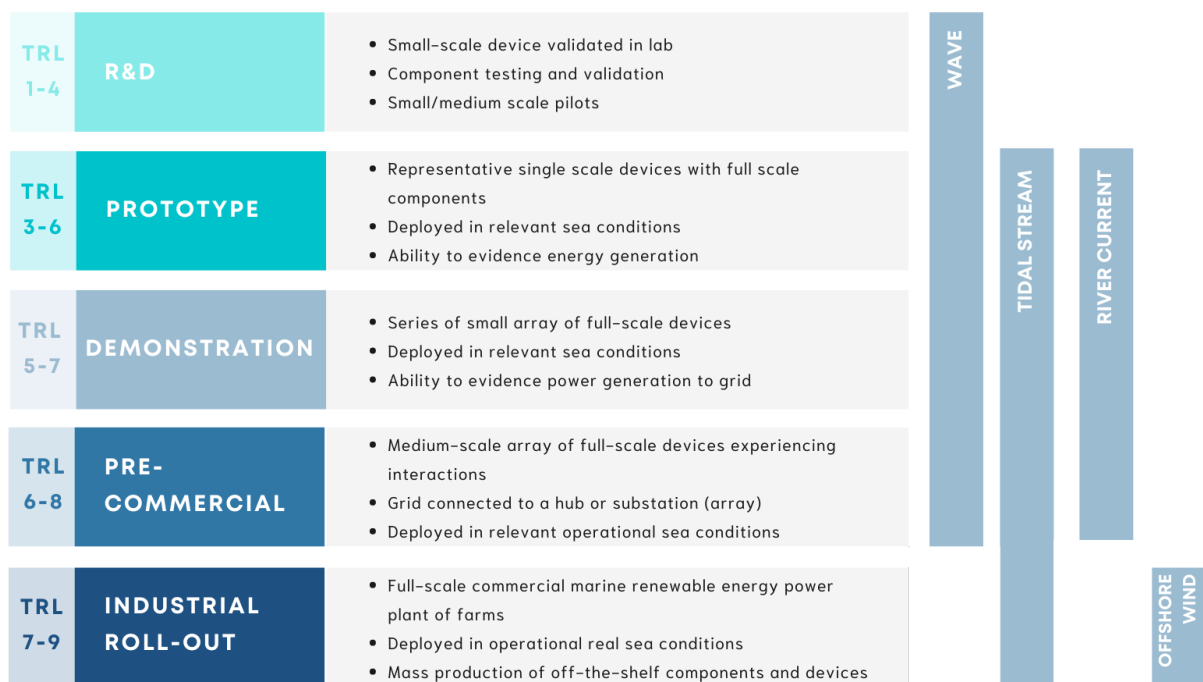 TRL
1-4
R&D
• Small-scale device validated in lab
• Component testing and validation
• Small/medium scale pilots
TRL
3-6
PROTOTYPE
• Representative single scale devices with full scale
components
• Deployed in relevant sea conditions
• Ability to evidence energy generation
TRL
5-7
DEMONSTRATION
• Series of small array of full-scale devices
• Deployed in relevant sea conditions
• Ability to evidence power generation to grid
TRL
6-8
PRE-
COMMERCIAL
• Medium-scale array of full-scale devices experiencing
interactions
• Grid connected to a hub or substation (array)
• Deployed in relevant operational sea conditions
TRL
7-9
INDUSTRIAL
ROLL-OUT
• Full-scale commercial marine renewable energy power
plant of farms
• Deployed in operational real sea conditions
• Mass production of off-the-shelf components and devices
WAVE
TIDAL STREAM
RIVER CURRENT
OFFSHORE
WIND